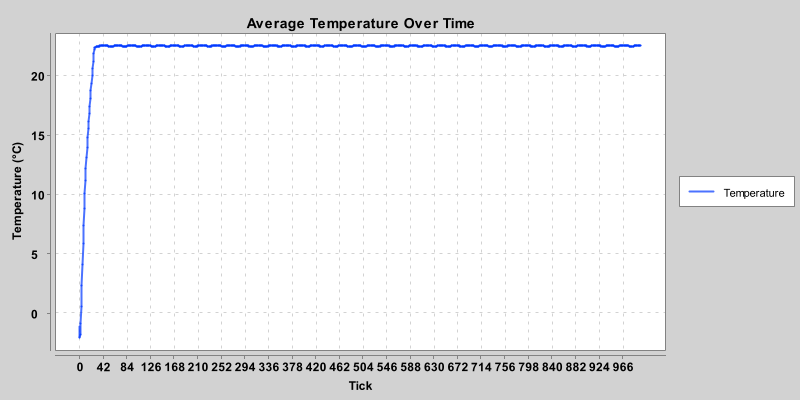 Average Temperature Over Time
Temperature (°C)
20
15
10
5
0
0 42 84 126 168 210 252 294 336 378 420 462 504 546 588 630 672 714 756 798 840 882 924 966
Tick
Temperature